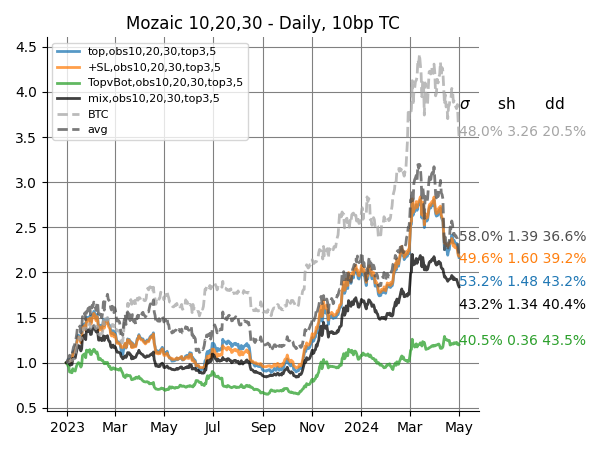 Mozaic 10,20,30 - Daily, 10bp TC
top,obs10,20,30,top3,5
+SL,obs10,20,30,top3,5
TopvBot,obs10,20,30,top3,5
mix,obs10,20,30,top3,5
BTC
avg
4.5
4.0
3.5
3.0
2.5
2.0
1.5
1.0
0.5
σ sh dd
48.0% 3.26 20.5%
58.0% 1.39 36.6%
49.6% 1.60 39.2%
53.2% 1.48 43.2%
43.2% 1.34 40.4%
40.5% 0.36 43.5%
2023 Mar May Jul Sep Nov 2024 Mar May